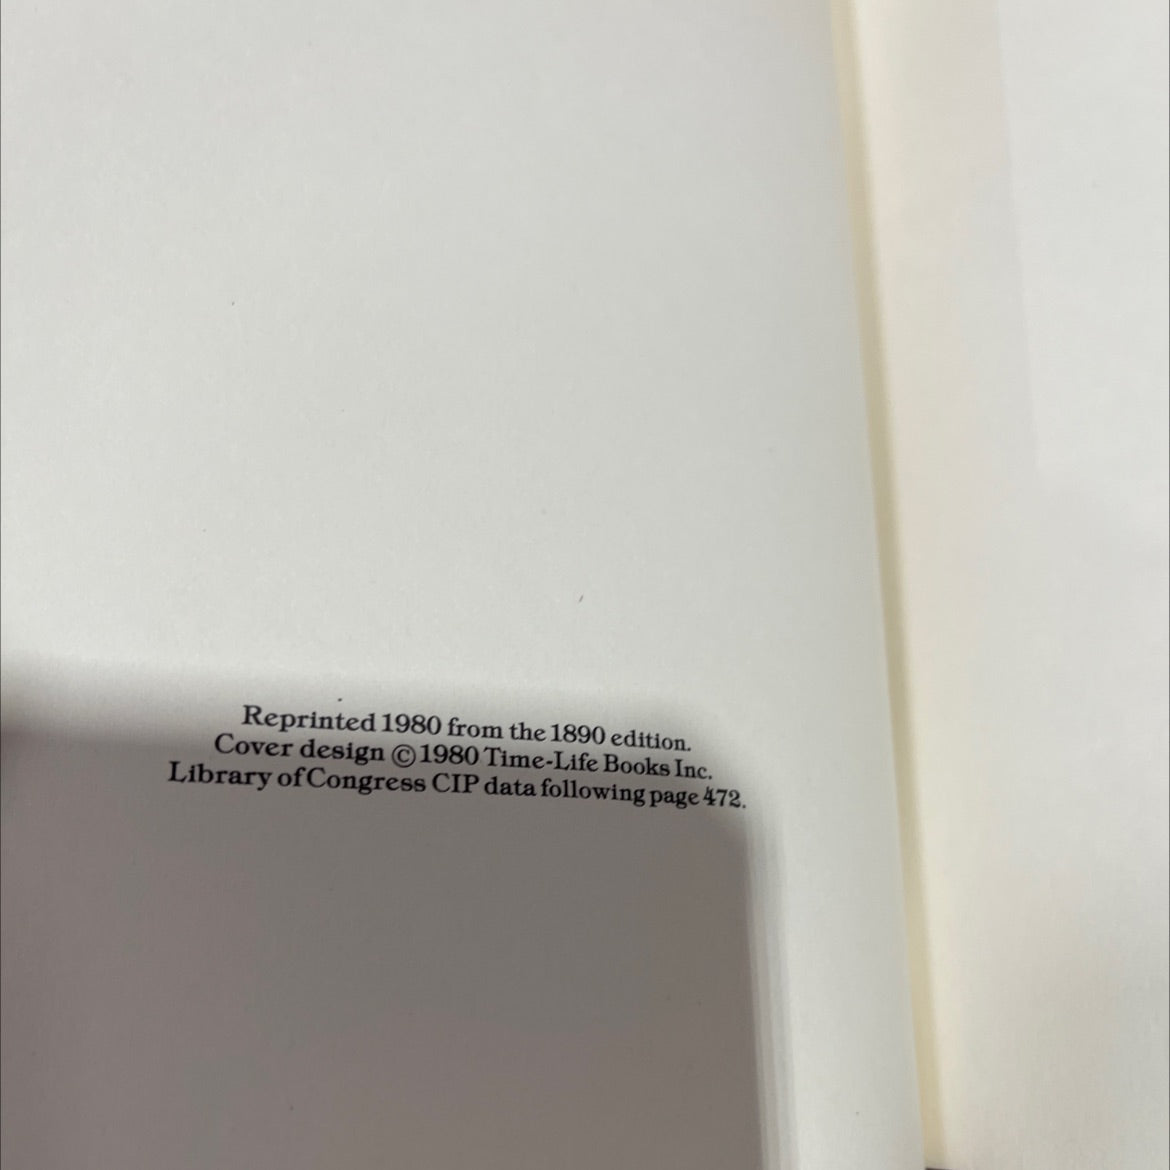 Reprinted 1980 from the 1890 edition.
Cover design © 1980 Time-Life Books Inc.
Library of Congress CIP data following page 472.